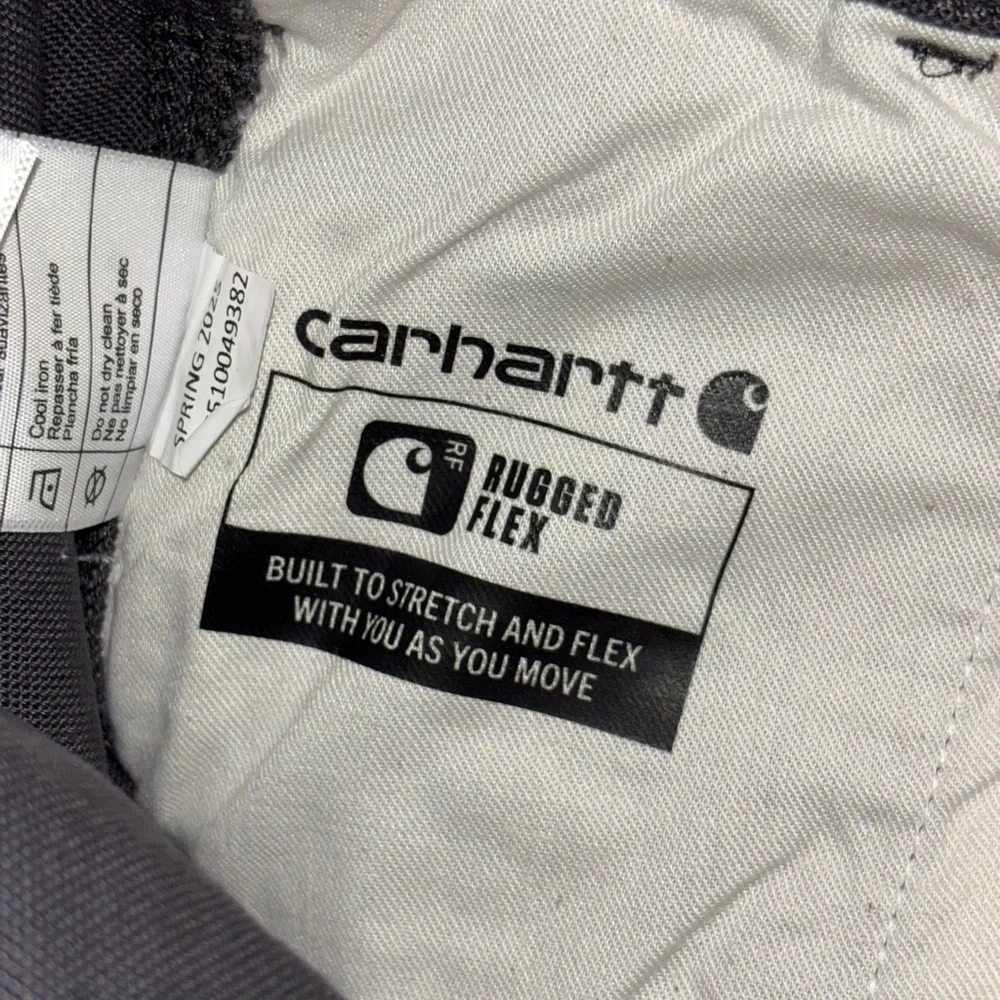 Cool iron
Repasser à fer tiède
Plancha fría
Do not dry clean
Ne pas nettoyer à sec
No limpiar en seco
SPRING 2025
5100049382
carhartt
RF
RUGGED
FLEX
BUILT TO STRETCH AND FLEX
WITH YOU AS YOU MOVE